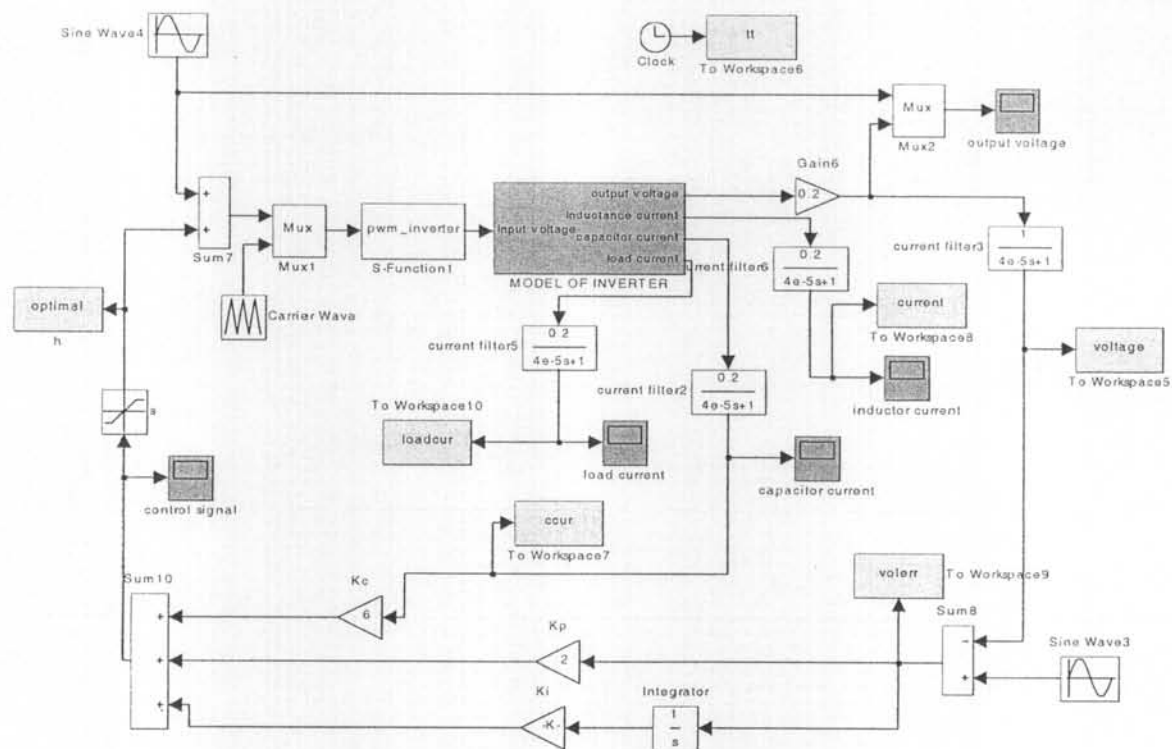 Sine Wave4
Clock
tt
To Workspace6
Mux
Mux2
output voltage
Gain6
0.2
+
+
Sum7
Mux
Mux1
pwm_inverter
S-Function1
output voltage
inductance current
Input voltage
capacitor current
load current
MODEL OF INVERTER
current filter6
0.2
4e-5s+1
current filter3
1
4e-5s+1
optimal
h
Carrier Wave
current filter5
0.2
4e-5s+1
current
To Workspace8
voltage
To Workspace5
current filter2
0.2
4e-5s+1
inductor current
s
To Workspace10
loadcur
load current
capacitor current
control signal
ccur
To Workspace7
volerr
To Workspace9
Sum10
+
+
+
Kc
6
Kp
2
Sum8
−
+
Sine Wave3
Ki
-K-
Integrator
1
s